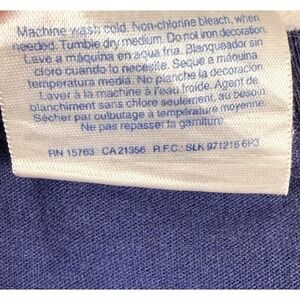 Machine wash cold. Non-chlorine bleach, when
needed. Tumble dry medium. Do not iron decoration.
Lave a máquina en agua fria. Blanqueador sin
cloro cuando lo necesite. Seque a máquina
temperatura media. No planche la decoración
Laver à la machine à l'eau froide. Agent de
blanchiment sans chlore seulement, au besoin.
Sécher par culbutage à température moyenne.
Ne pas repasser la garniture.
RN 15763 CA 21356 R.F.C.: SLK 971216 6P3